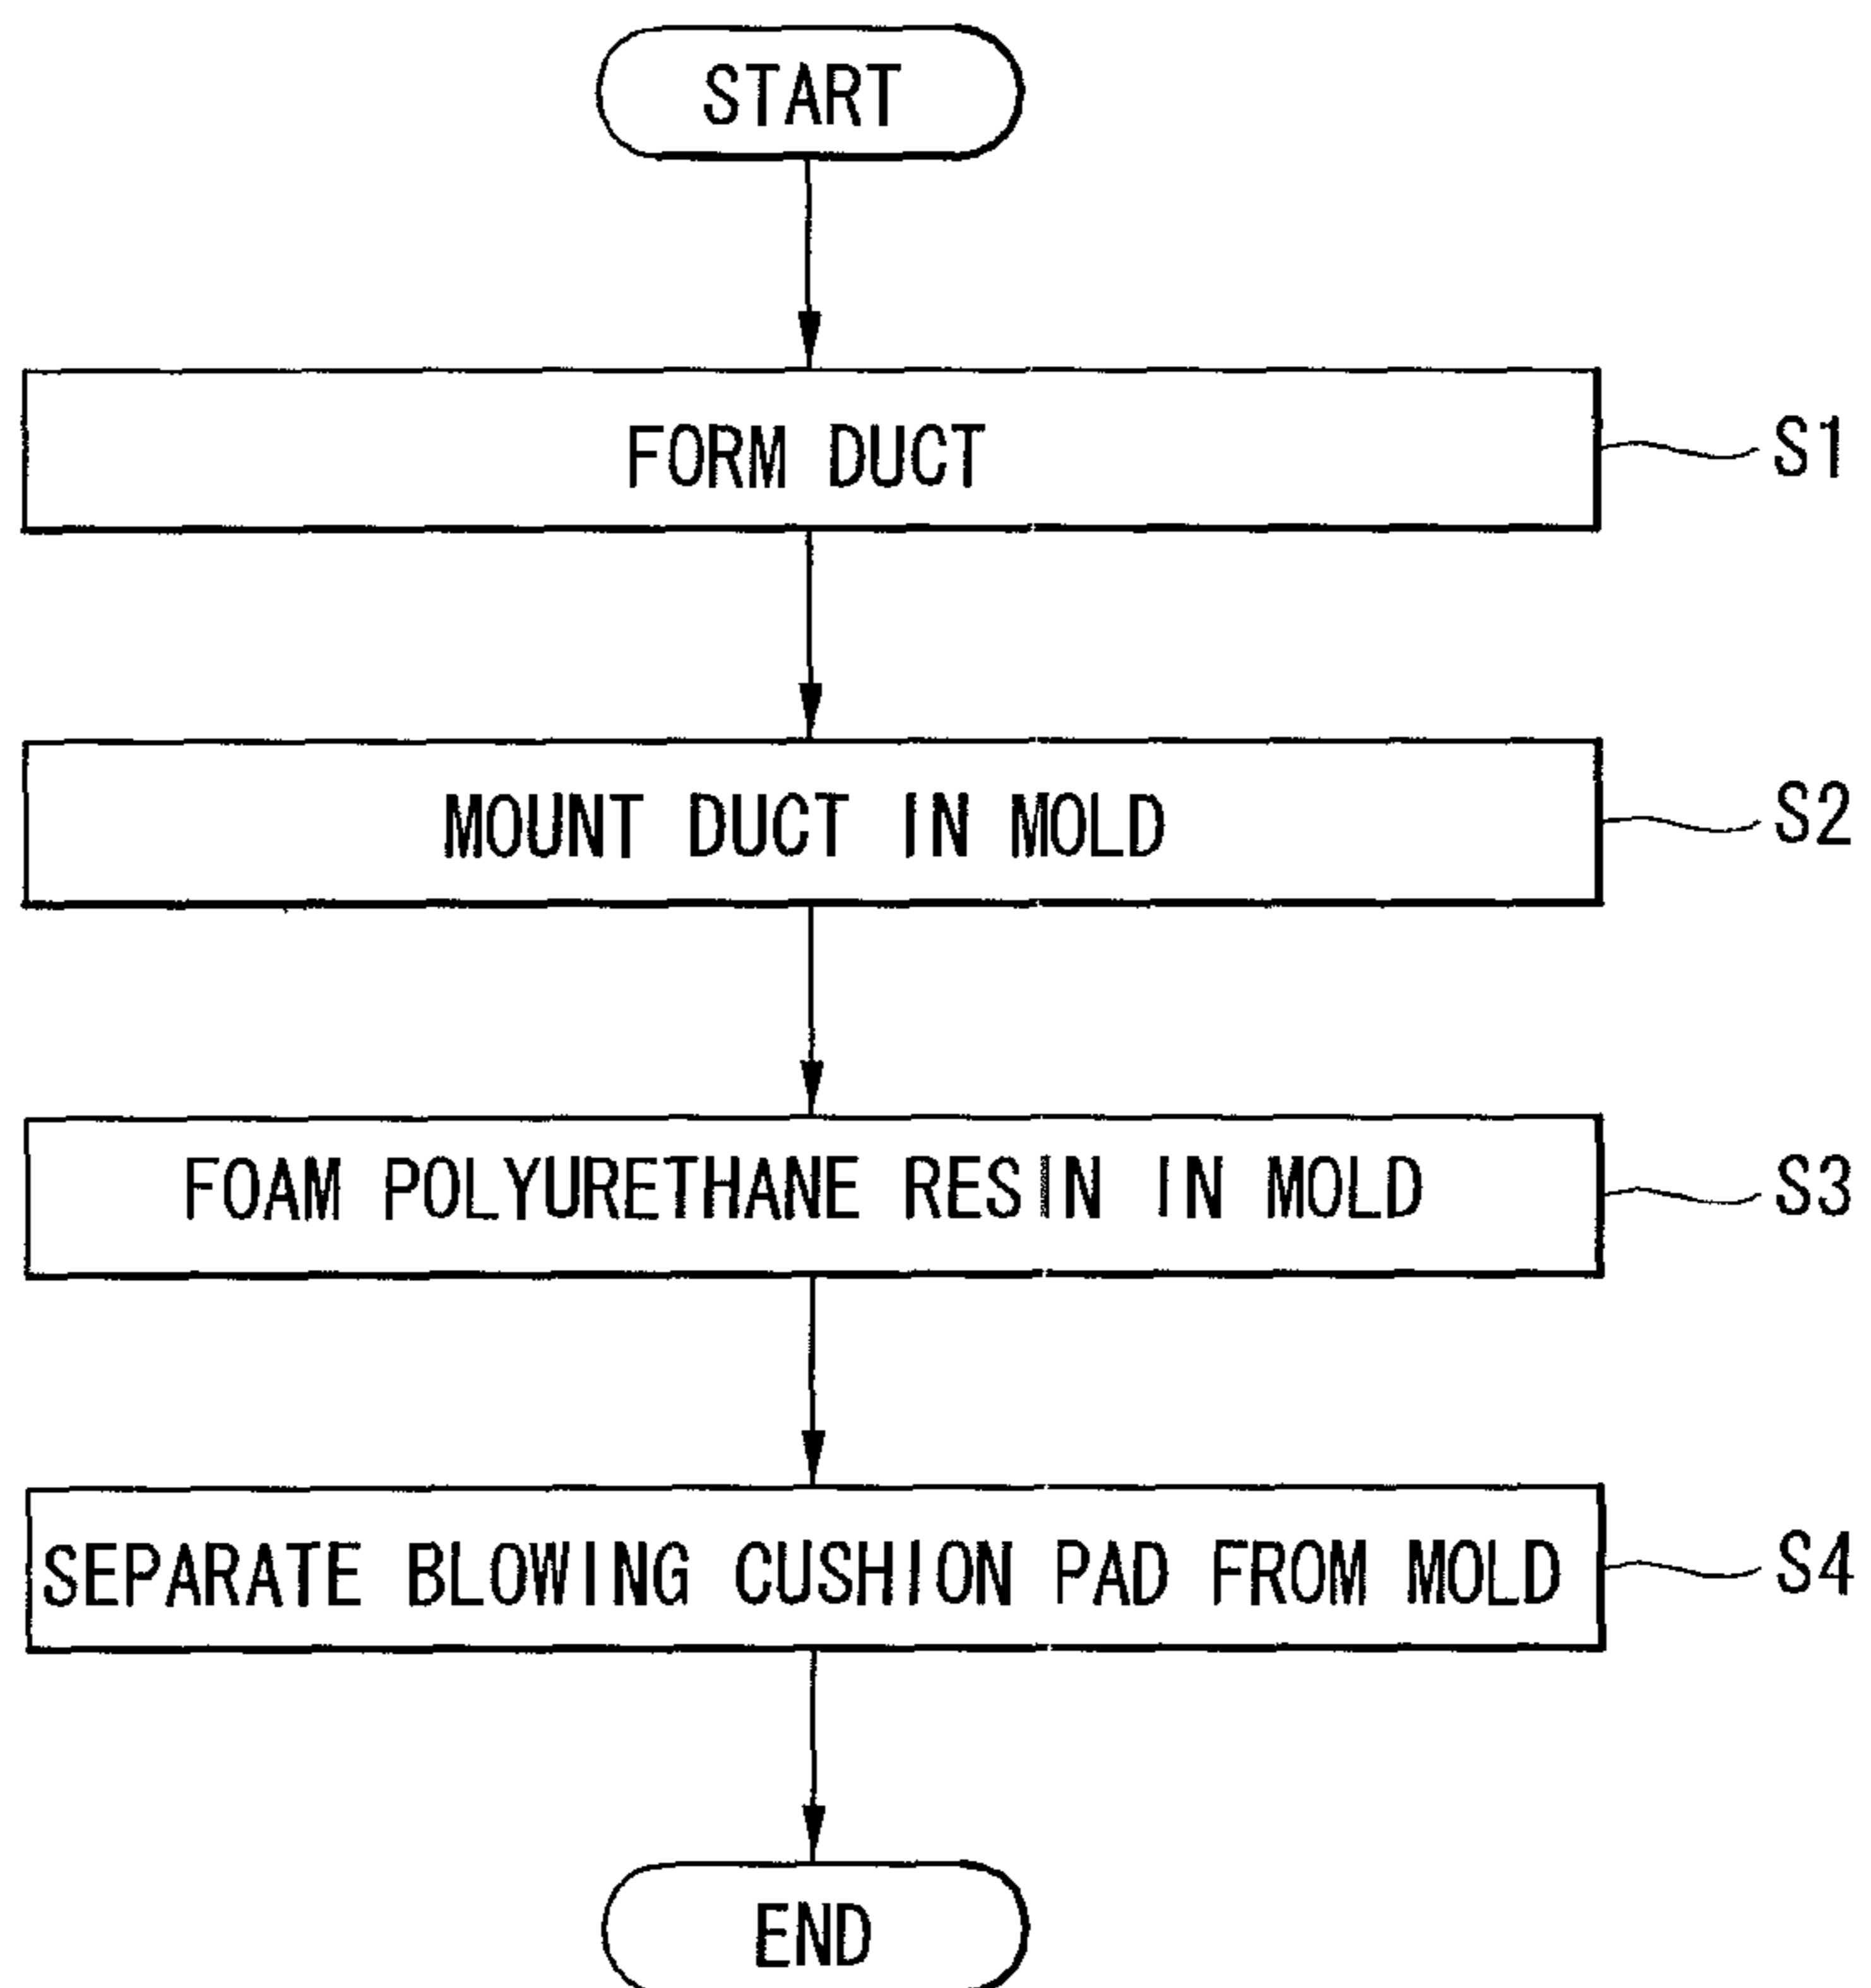 START
FORM DUCT
S1
MOUNT DUCT IN MOLD
S2
FOAM POLYURETHANE RESIN IN MOLD
S3
SEPARATE BLOWING CUSHION PAD FROM MOLD
S4
END